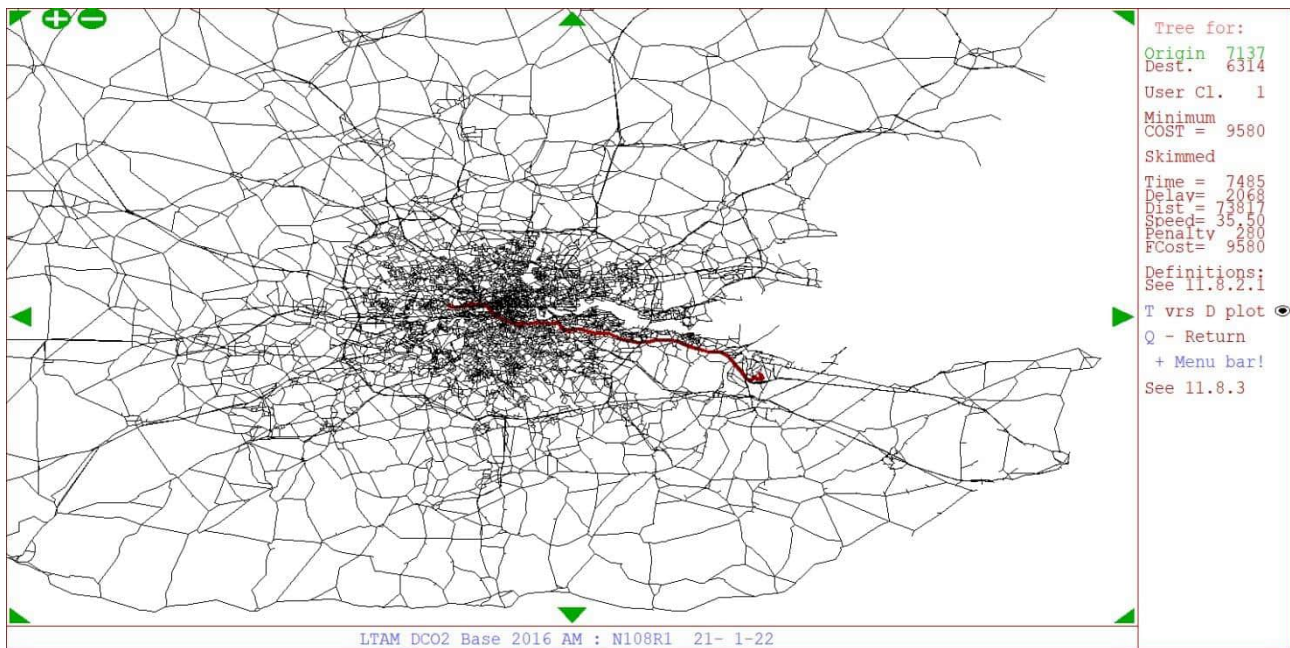 Tree for:
Origin 7137
Dest. 6314
User Cl. 1
Minimum
COST = 9580
Skimmed
Time = 7485
Delay= 2068
Dist = 73817
Speed= 35.50
Penalty 280
FCost= 9580
Definitions:
See 11.8.2.1
T vrs D plot
Q - Return
+ Menu bar!
See 11.8.3
LTAM DCO2 Base 2016 AM : N108R1 21- 1-22